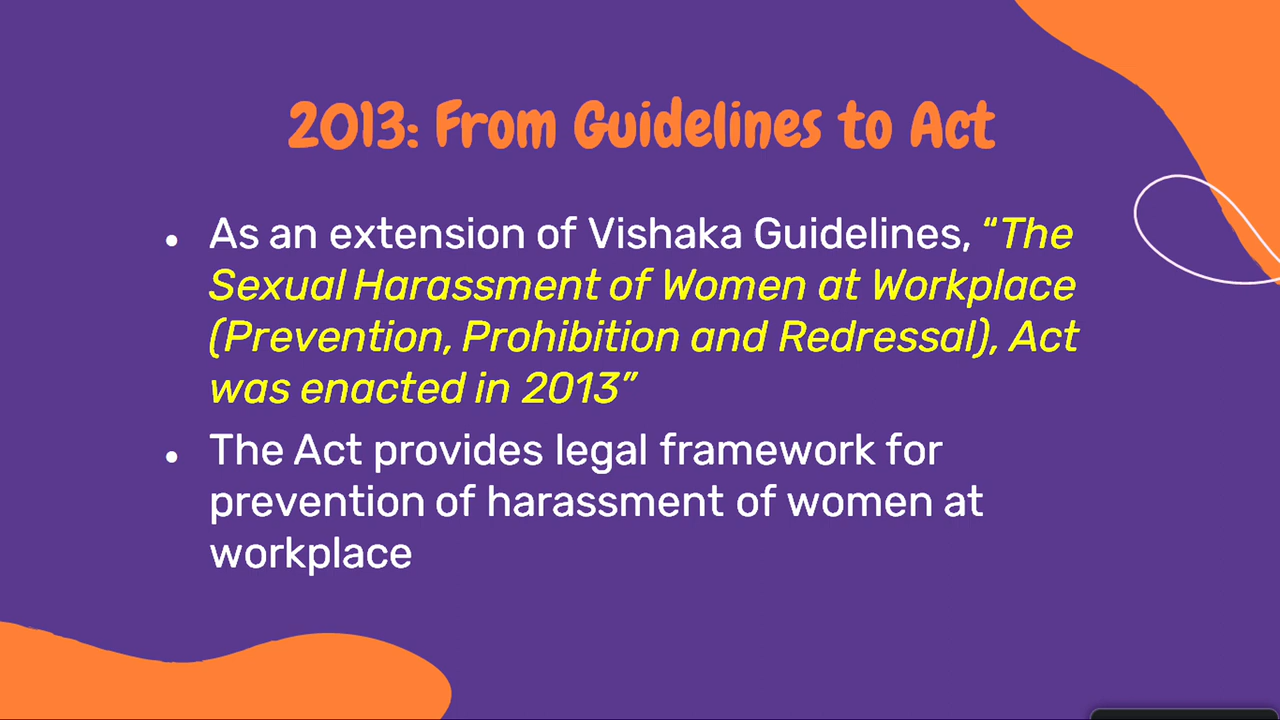 2013: From Guidelines to Act
• As an extension of Vishaka Guidelines, “The
Sexual Harassment of Women at Workplace
(Prevention, Prohibition and Redressal), Act
was enacted in 2013”
• The Act provides legal framework for
prevention of harassment of women at
workplace